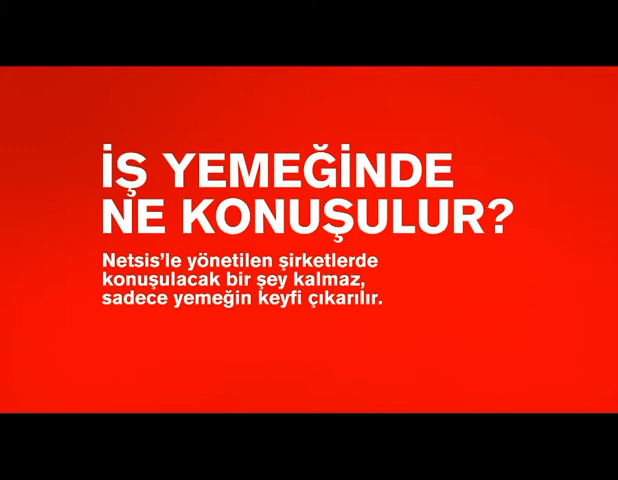 İŞ YEMEĞİNDE
NE KONUŞULUR?
Netsis'le yönetilen şirketlerde
konuşulacak bir şey kalmaz,
sadece yemeğin keyfi çıkarılır.